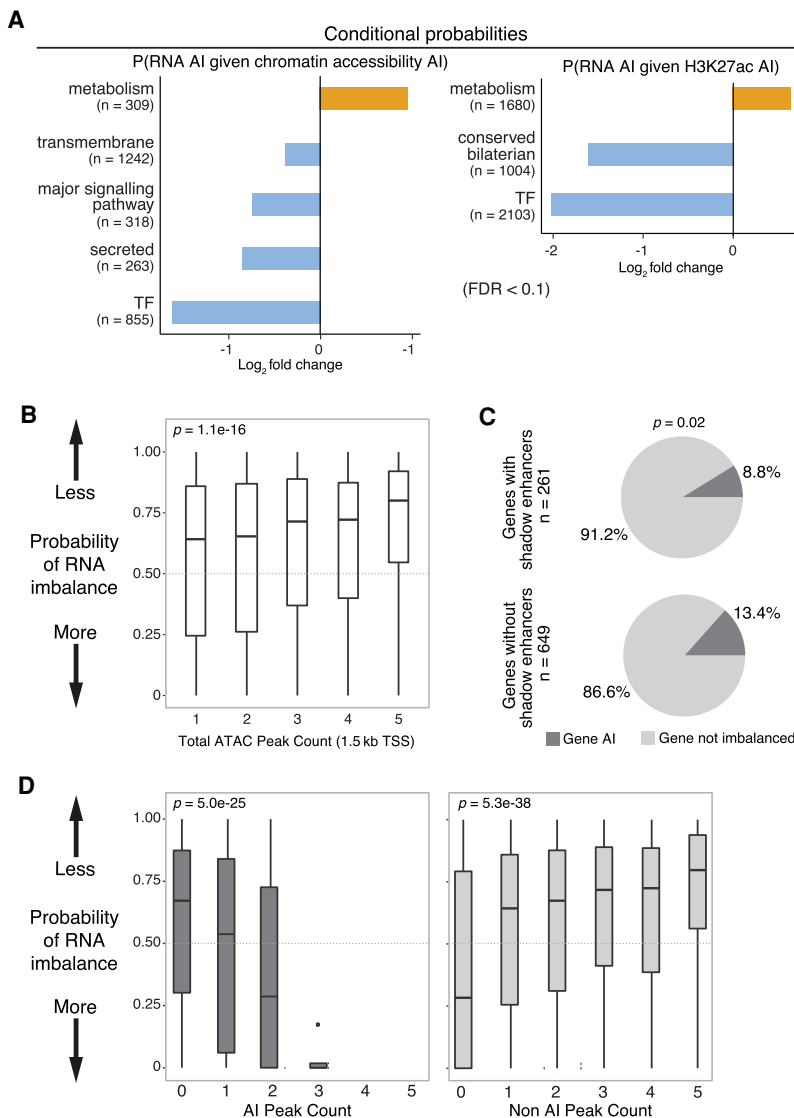 A
Conditional probabilities
P(RNA AI given chromatin accessibility AI)
metabolism
(n = 309)
transmembrane
(n = 1242)
major signalling
pathway
(n = 318)
secreted
(n = 263)
TF
(n = 855)
-1 0 -1
Log2 fold change
P(RNA AI given H3K27ac AI)
metabolism
(n = 1680)
conserved
bilaterian
(n = 1004)
TF
(n = 2103)
-2 -1 0
Log2 fold change
(FDR < 0.1)
B
Less
Probability
of RNA
imbalance
More
p = 1.1e-16
1.00
0.75
0.50
0.25
0
1 2 3 4 5
Total ATAC Peak Count (1.5 kb TSS)
C
p = 0.02
Genes with
shadow enhancers
n = 261
8.8%
91.2%
Genes without
shadow enhancers
n = 649
13.4%
86.6%
Gene AI
Gene not imbalanced
D
Less
Probability
of RNA
imbalance
More
p = 5.0e-25
1.00
0.75
0.50
0.25
0
0 1 2 3 4 5
AI Peak Count
p = 5.3e-38
0 1 2 3 4 5
Non AI Peak Count